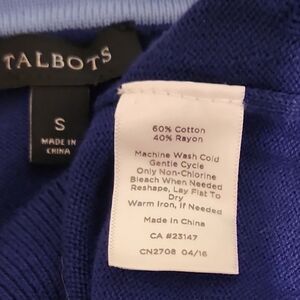 TALBOTS
S
MADE IN
CHINA
60% Cotton
40% Rayon
Machine Wash Cold
Gentle Cycle
Only Non-Chlorine
Bleach When Needed
Reshape, Lay Flat To
Dry
Warm Iron, If Needed
Made In China
CA #23147
CN2708 04/16